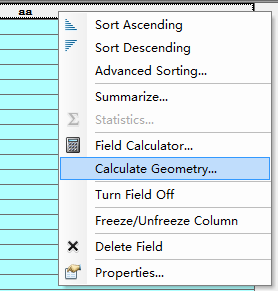 aa
Sort Ascending
Sort Descending
Advanced Sorting...
Summarize...
Statistics...
Field Calculator...
Calculate Geometry...
Turn Field Off
Freeze/Unfreeze Column
Delete Field
Properties...